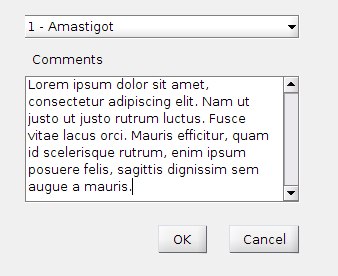 1 - Amastigot
Comments
Lorem ipsum dolor sit amet,
consectetur adipiscing elit. Nam ut
justo ut justo rutrum luctus. Fusce
vitae lacus orci. Mauris efficitur, quam
id scelerisque rutrum, enim ipsum
posuere felis, sagittis dignissim sem
augue a mauris.
OK Cancel